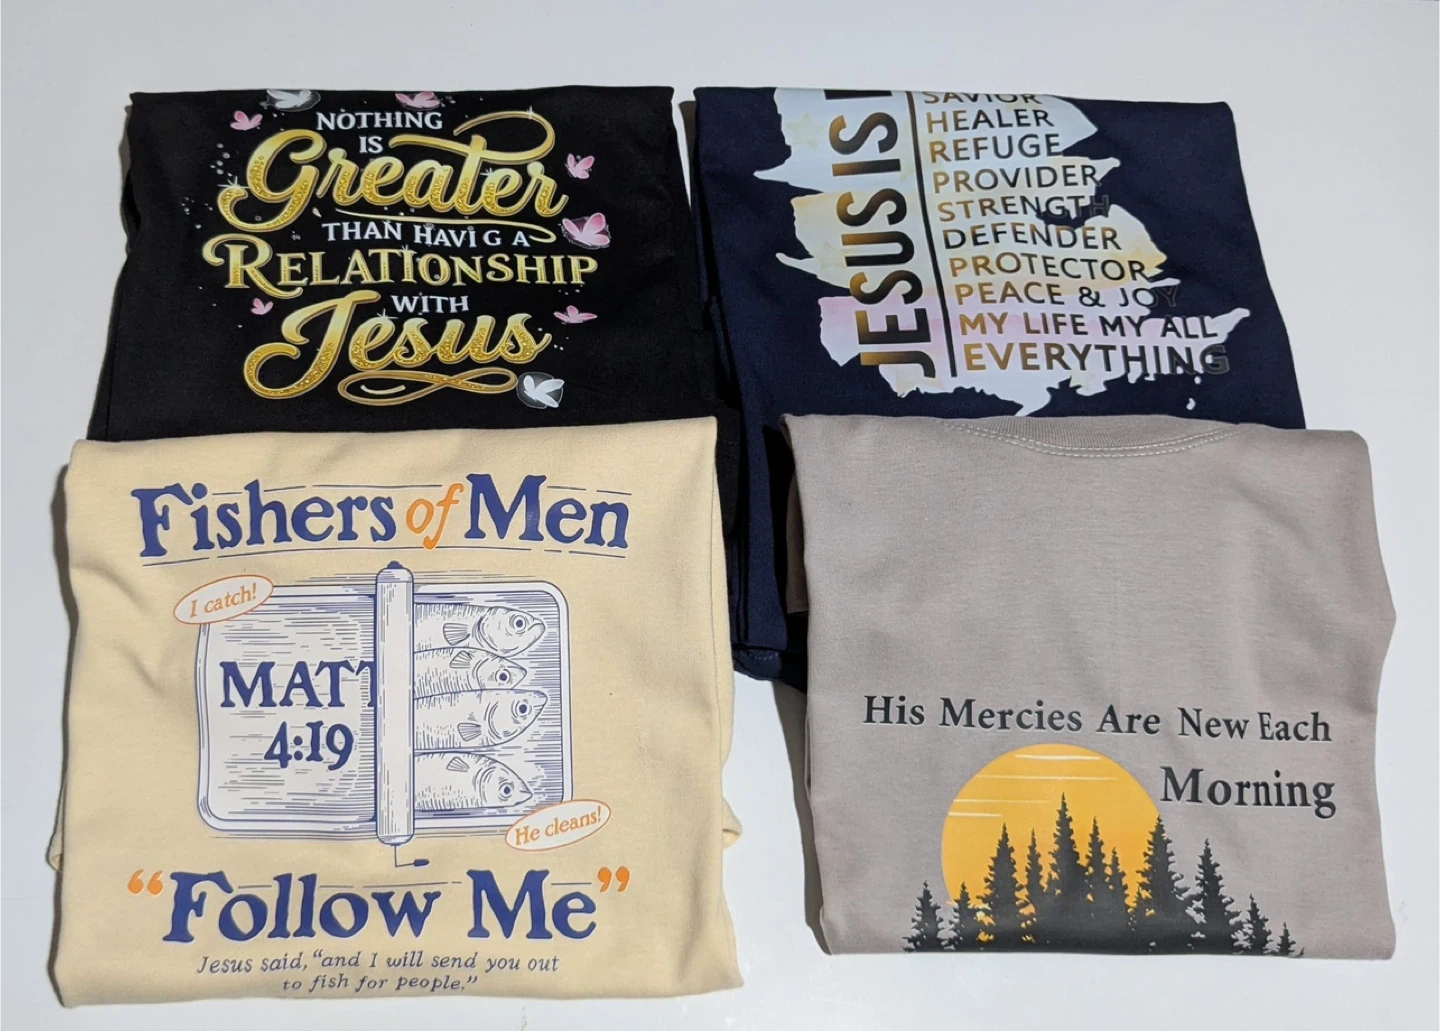 NOTHING
IS
Greater
THAN HAVI G A
RELATIONSHIP
WITH
Jesus
JESUS IS
SAVIOR
HEALER
REFUGE
PROVIDER
STRENGTH
DEFENDER
PROTECTOR
PEACE & JOY
MY LIFE MY ALL
EVERYTHING
Fishers of Men
I catch!
MATT
4:19
He cleans!
“Follow Me”
Jesus said, “and I will send you out
to fish for people.”
His Mercies Are New Each
Morning